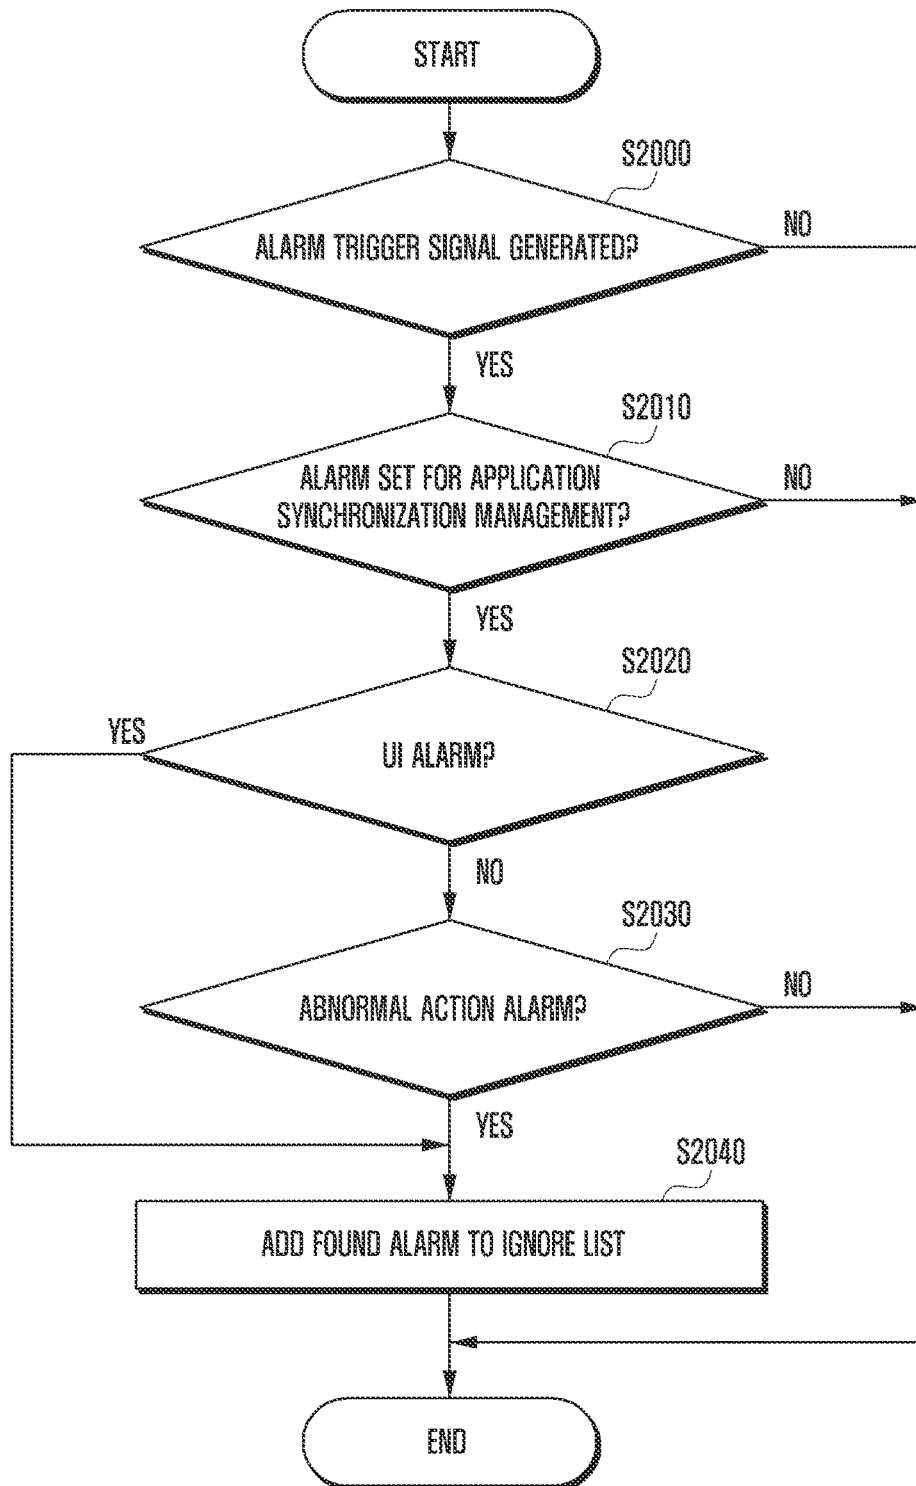 START
S2000
ALARM TRIGGER SIGNAL GENERATED?
NO
YES
S2010
ALARM SET FOR APPLICATION
SYNCHRONIZATION MANAGEMENT?
NO
YES
S2020
YES
UI ALARM?
NO
S2030
ABNORMAL ACTION ALARM?
NO
YES
S2040
ADD FOUND ALARM TO IGNORE LIST
END